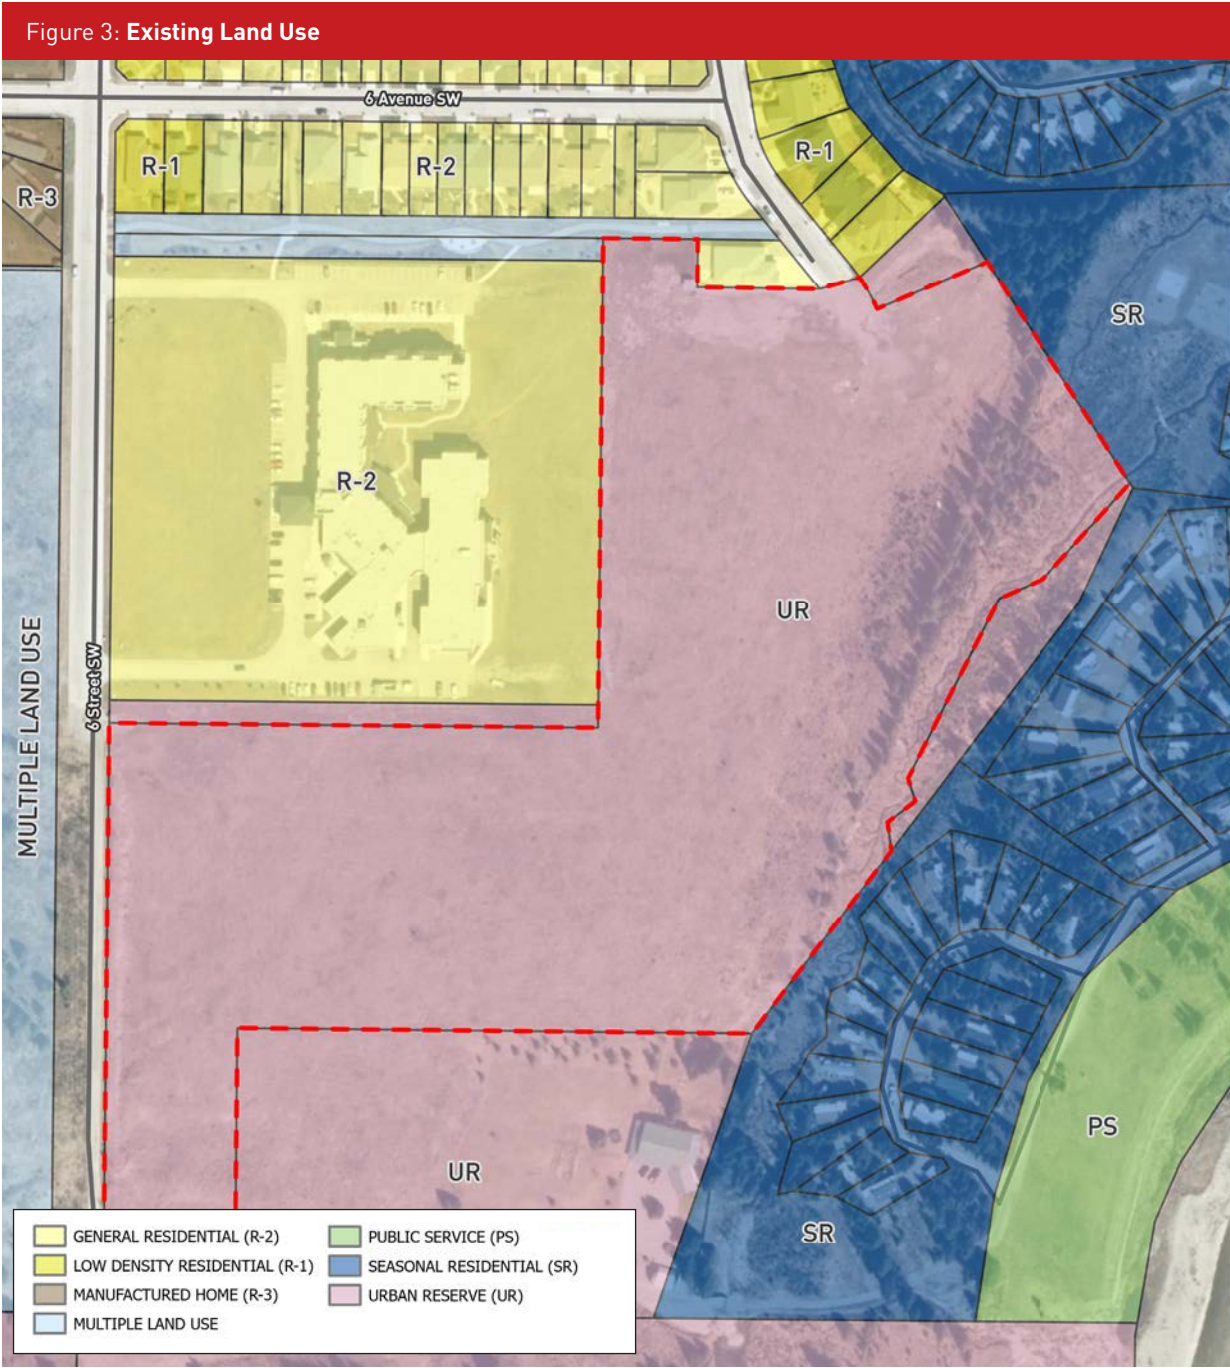 Figure 3: Existing Land Use
6 Avenue SW
R-1
R-2
R-1
R-3
SR
R-2
UR
6 Street SW
MULTIPLE LAND USE
PS
UR
SR
GENERAL RESIDENTIAL (R-2)
LOW DENSITY RESIDENTIAL (R-1)
MANUFACTURED HOME (R-3)
MULTIPLE LAND USE
PUBLIC SERVICE (PS)
SEASONAL RESIDENTIAL (SR)
URBAN RESERVE (UR)